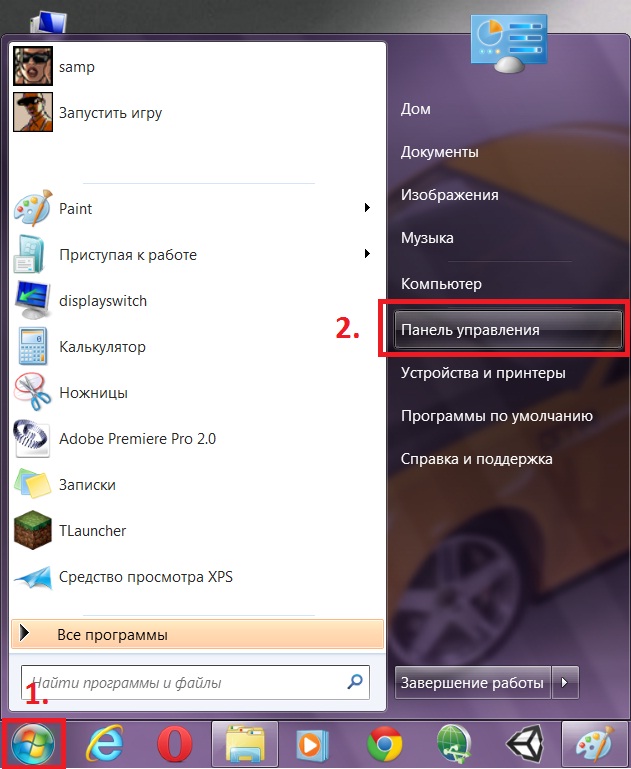 samp
Запустить игру
Paint
Приступая к работе
displayswitch
Калькулятор
Ножницы
Adobe Premiere Pro 2.0
Записки
TLauncher
Средство просмотра XPS
Все программы
Найти программы и файлы
1.
Дом
Документы
Изображения
Музыка
Компьютер
2.
Панель управления
Устройства и принтеры
Программы по умолчанию
Справка и поддержка
Завершение работы